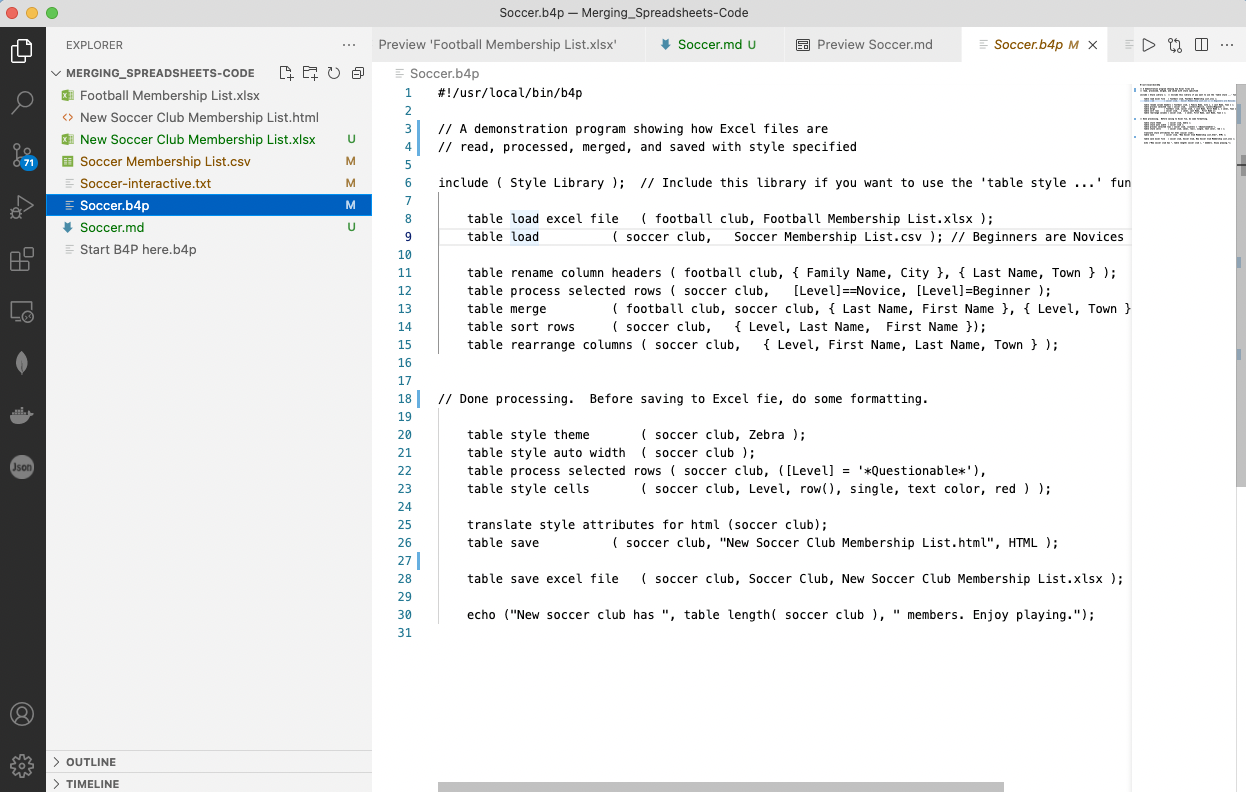 Soccer.b4p — Merging_Spreadsheets-Code
EXPLORER
MERGING_SPREADSHEETS-CODE
Football Membership List.xlsx
New Soccer Club Membership List.html
New Soccer Club Membership List.xlsx U
Soccer Membership List.csv M
Soccer-interactive.txt M
Soccer.b4p M
Soccer.md U
Start B4P here.b4p
71
Json
OUTLINE
TIMELINE
Preview 'Football Membership List.xlsx'
Soccer.md U
Preview Soccer.md
Soccer.b4p M
Soccer.b4p
1 #!/usr/local/bin/b4p
2
3 // A demonstration program showing how Excel files are
4 // read, processed, merged, and saved with style specified
5
6 include ( Style Library ); // Include this library if you want to use the 'table style ...' fun
7
8 table load excel file ( football club, Football Membership List.xlsx );
9 table load ( soccer club, Soccer Membership List.csv ); // Beginners are Novices
10
11 table rename column headers ( football club, { Family Name, City }, { Last Name, Town } );
12 table process selected rows ( soccer club, [Level]==Novice, [Level]=Beginner );
13 table merge ( football club, soccer club, { Last Name, First Name }, { Level, Town }
14 table sort rows ( soccer club, { Level, Last Name, First Name });
15 table rearrange columns ( soccer club, { Level, First Name, Last Name, Town } );
16
17
18 // Done processing. Before saving to Excel fie, do some formatting.
19
20 table style theme ( soccer club, Zebra );
21 table style auto width ( soccer club );
22 table process selected rows ( soccer club, ([Level] = '*Questionable*'),
23 table style cells ( soccer club, Level, row(), single, text color, red ) );
24
25 translate style attributes for html (soccer club);
26 table save ( soccer club, "New Soccer Club Membership List.html", HTML );
27
28 table save excel file ( soccer club, Soccer Club, New Soccer Club Membership List.xlsx );
29
30 echo ("New soccer club has ", table length( soccer club ), " members. Enjoy playing.");
31